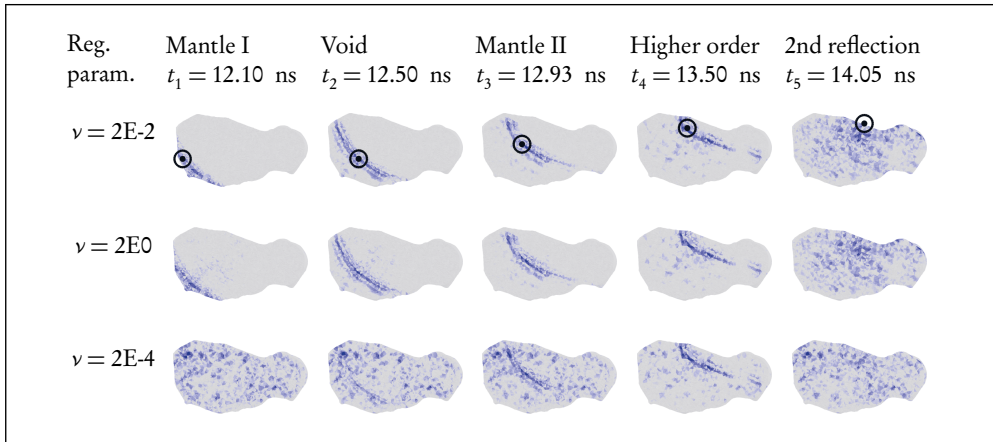 Reg. Mantle I Void Mantle II Higher order 2nd reflection
param. t₁ = 12.10 ns t₂ = 12.50 ns t₃ = 12.93 ns t₄ = 13.50 ns t₅ = 14.05 ns
ν = 2E-2
ν = 2E0
ν = 2E-4